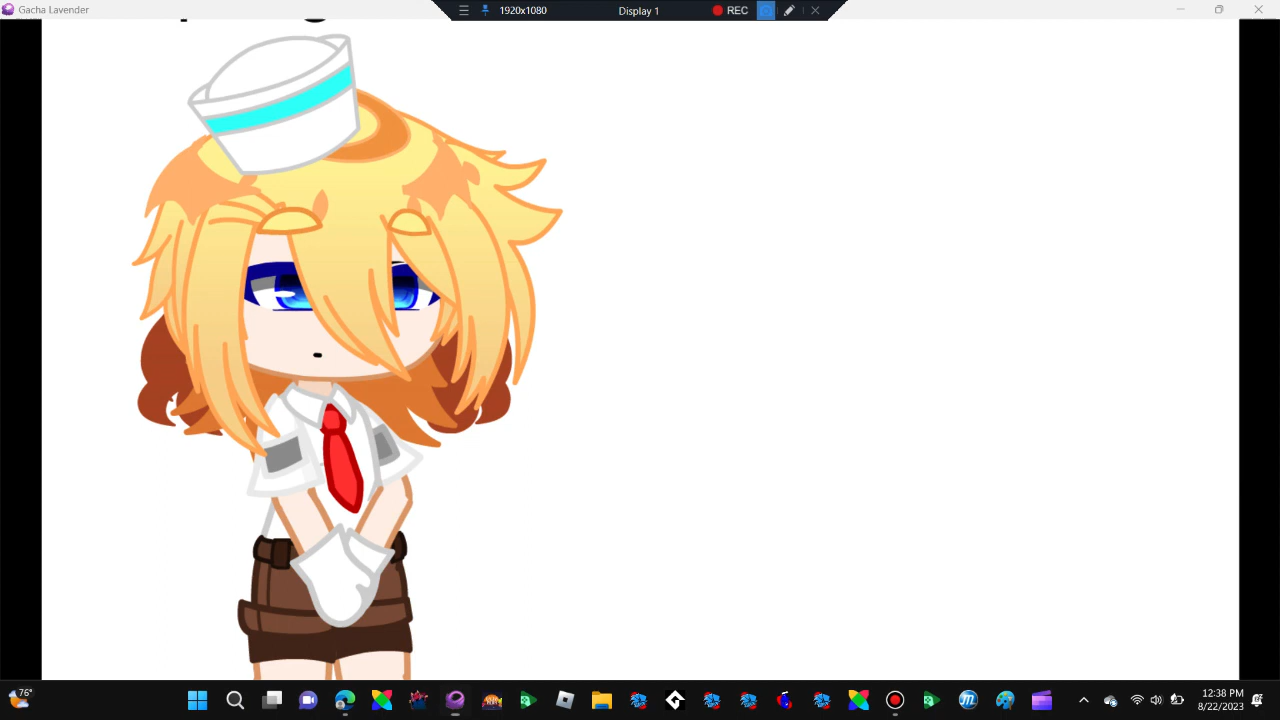 Gacha Lavender
1920x1080
Display 1
REC
76°
12:38 PM
8/22/2023